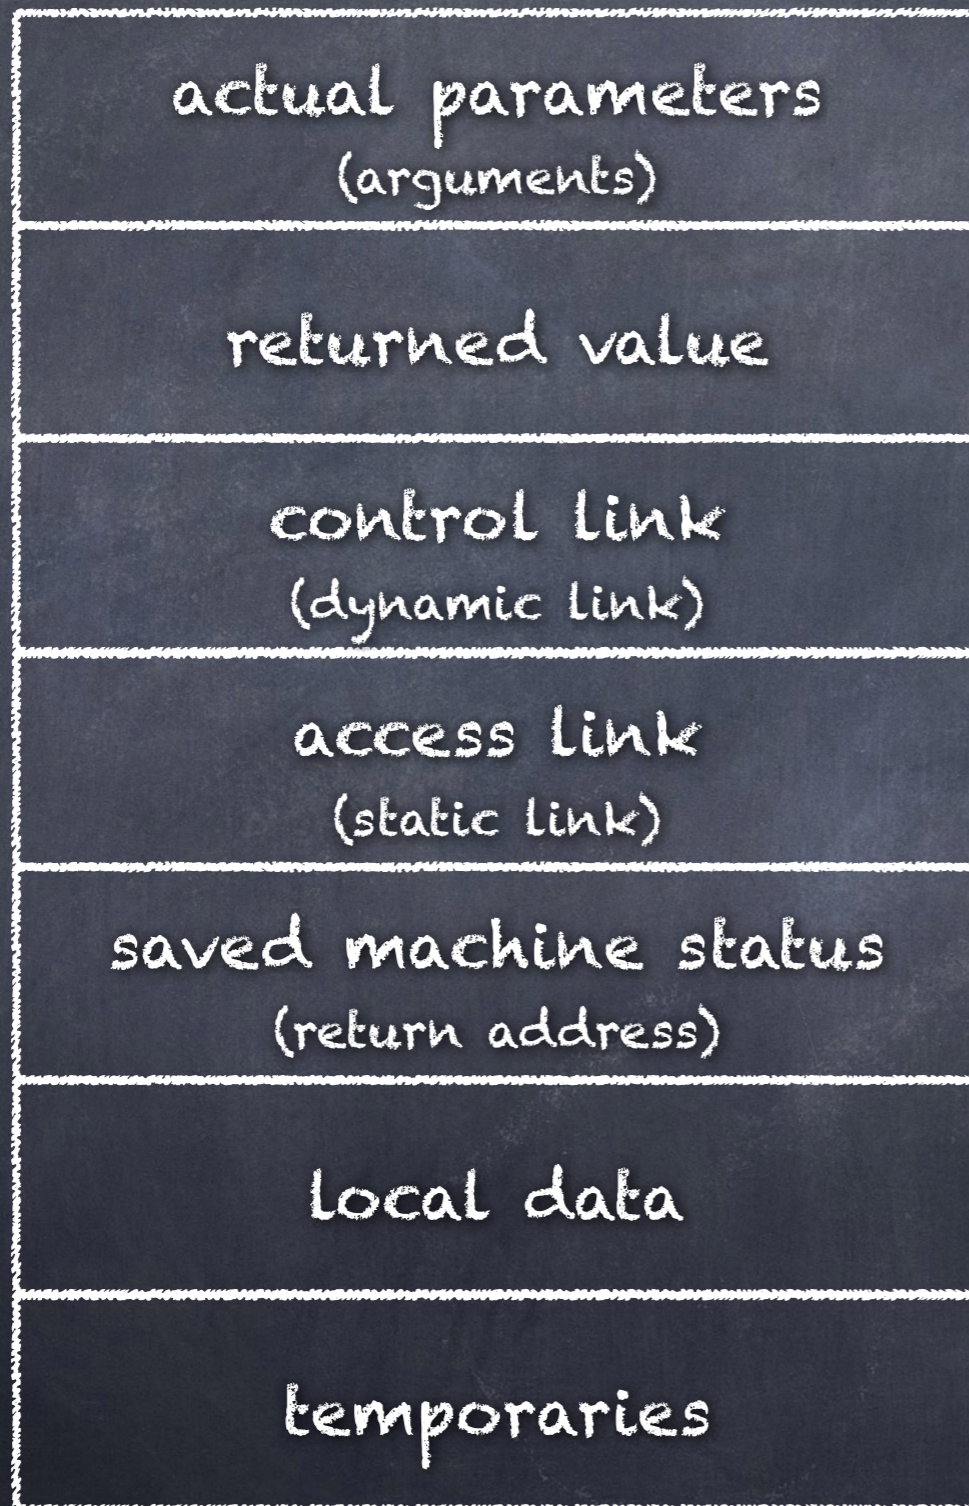 actual parameters
(arguments)
returned value
control link
(dynamic link)
access link
(static link)
saved machine status
(return address)
local data
temporaries